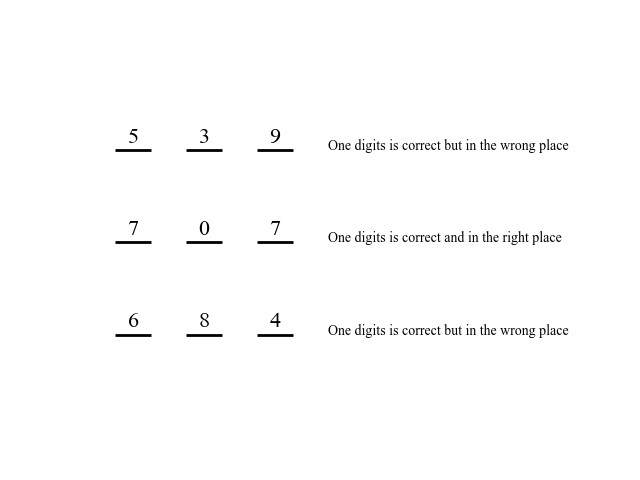 5 3 9 One digits is correct but in the wrong place
7 0 7 One digits is correct and in the right place
6 8 4 One digits is correct but in the wrong place